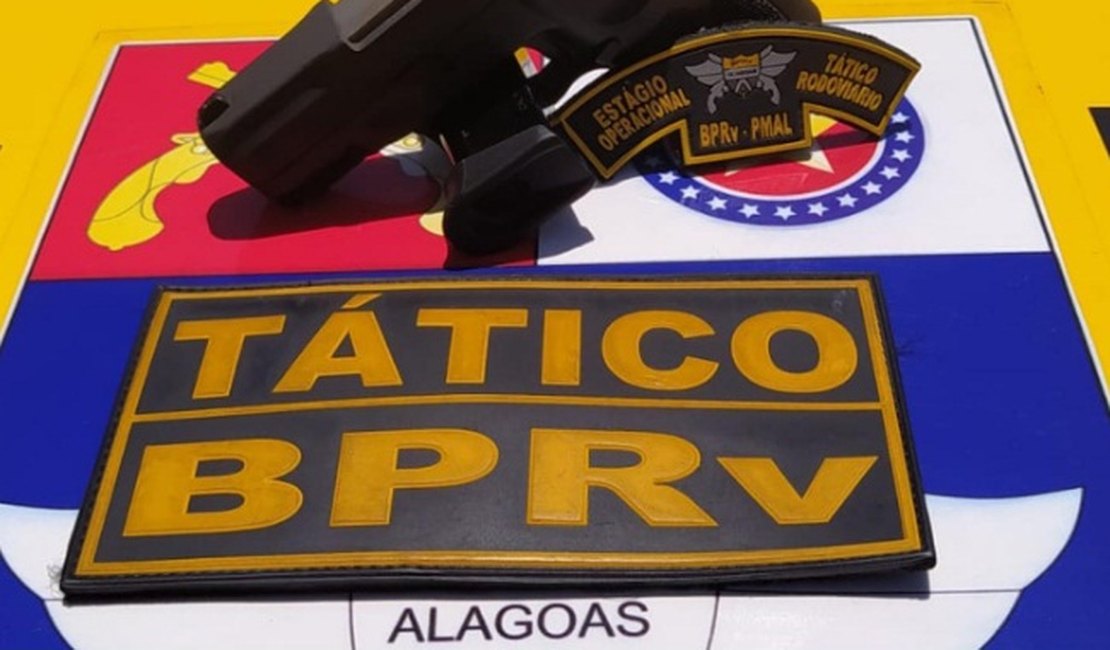 ESTÁGIO
OPERACIONAL
TÁTICO
RODOVIÁRIO
BPRv - PMAL
TÁTICO
BPRv
ALAGOAS